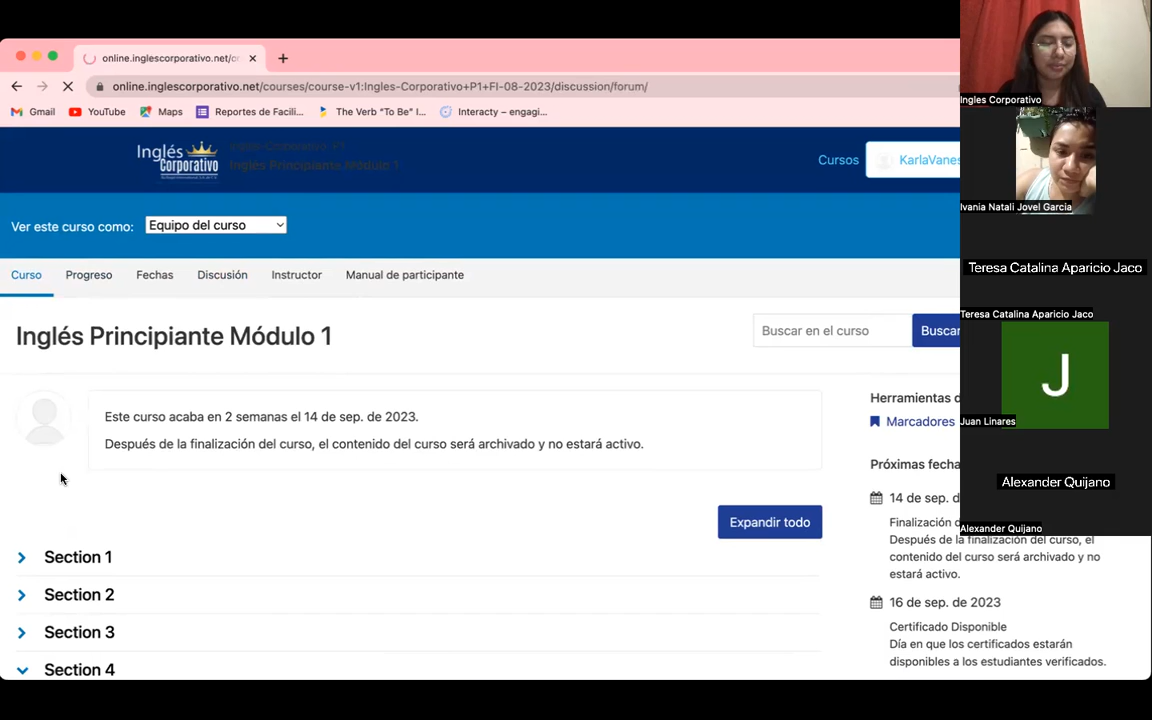 online.inglescorporativo.net/cr
online.inglescorporativo.net/courses/course-v1:Ingles-Corporativo+P1+FI-08-2023/discussion/forum/
Gmail
YouTube
Maps
Reportes de Facili...
The Verb "To Be" I...
Interacty – engagi...
Inglés
Corporativo
Ingles-Corporativo P1
Inglés Principiante Módulo 1
Cursos
KarlaVanes
Ver este curso como:
Equipo del curso
Curso
Progreso
Fechas
Discusión
Instructor
Manual de participante
Inglés Principiante Módulo 1
Buscar en el curso
Buscar
Este curso acaba en 2 semanas el 14 de sep. de 2023.
Después de la finalización del curso, el contenido del curso será archivado y no estará activo.
Expandir todo
Section 1
Section 2
Section 3
Section 4
Herramientas d
Marcadores
Próximas fecha
14 de sep. d
Finalización d
Después de la finalización del curso, el
contenido del curso será archivado y no
estará activo.
16 de sep. de 2023
Certificado Disponible
Día en que los certificados estarán
disponibles a los estudiantes verificados.
Ingles Corporativo
Ivania Natali Jovel Garcia
Teresa Catalina Aparicio Jaco
Teresa Catalina Aparicio Jaco
J
Juan Linares
Alexander Quijano
Alexander Quijano